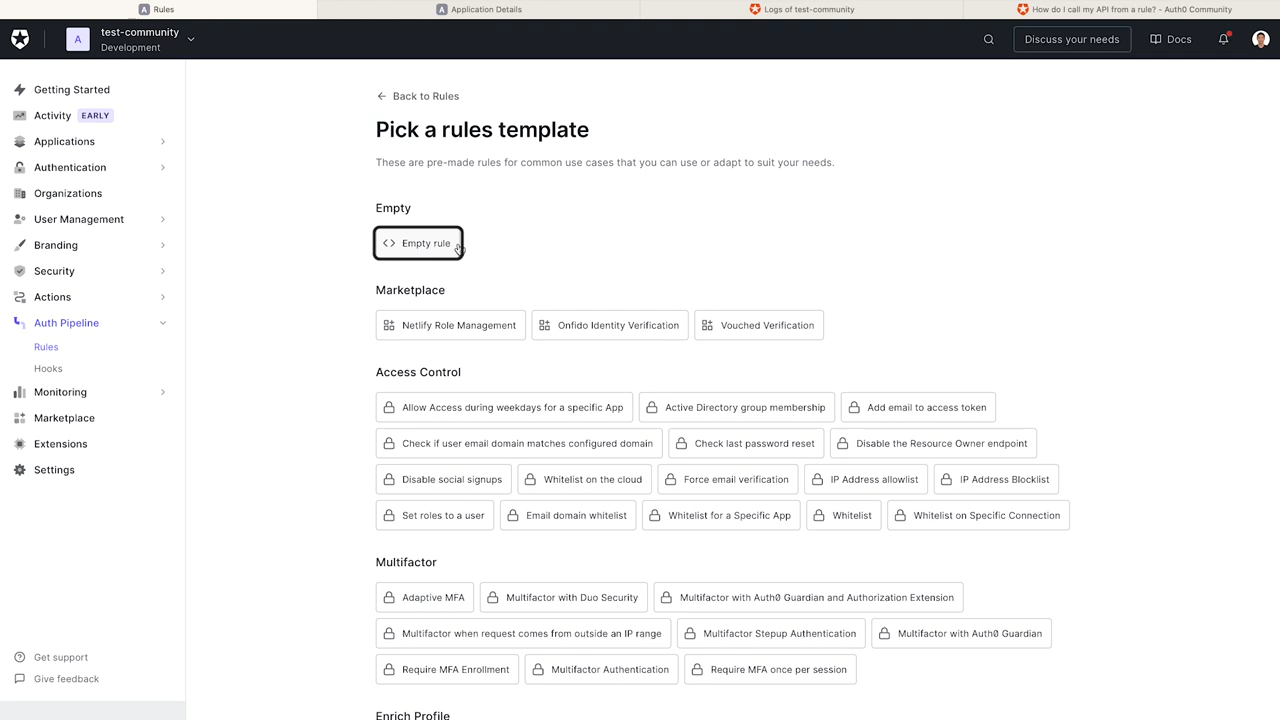 Rules
Application Details
Logs of test-community
How do I call my API from a rule? - Auth0 Community
A
test-community
Development
Discuss your needs
Docs
Getting Started
Activity EARLY
Applications
Authentication
Organizations
User Management
Branding
Security
Actions
Auth Pipeline
Rules
Hooks
Monitoring
Marketplace
Extensions
Settings
Get support
Give feedback
Back to Rules
Pick a rules template
These are pre-made rules for common use cases that you can use or adapt to suit your needs.
Empty
Empty rule
Marketplace
Netlify Role Management Onfido Identity Verification Vouched Verification
Access Control
Allow Access during weekdays for a specific App Active Directory group membership Add email to access token
Check if user email domain matches configured domain Check last password reset Disable the Resource Owner endpoint
Disable social signups Whitelist on the cloud Force email verification IP Address allowlist IP Address Blocklist
Set roles to a user Email domain whitelist Whitelist for a Specific App Whitelist Whitelist on Specific Connection
Multifactor
Adaptive MFA Multifactor with Duo Security Multifactor with Auth0 Guardian and Authorization Extension
Multifactor when request comes from outside an IP range Multifactor Stepup Authentication Multifactor with Auth0 Guardian
Require MFA Enrollment Multifactor Authentication Require MFA once per session
Enrich Profile